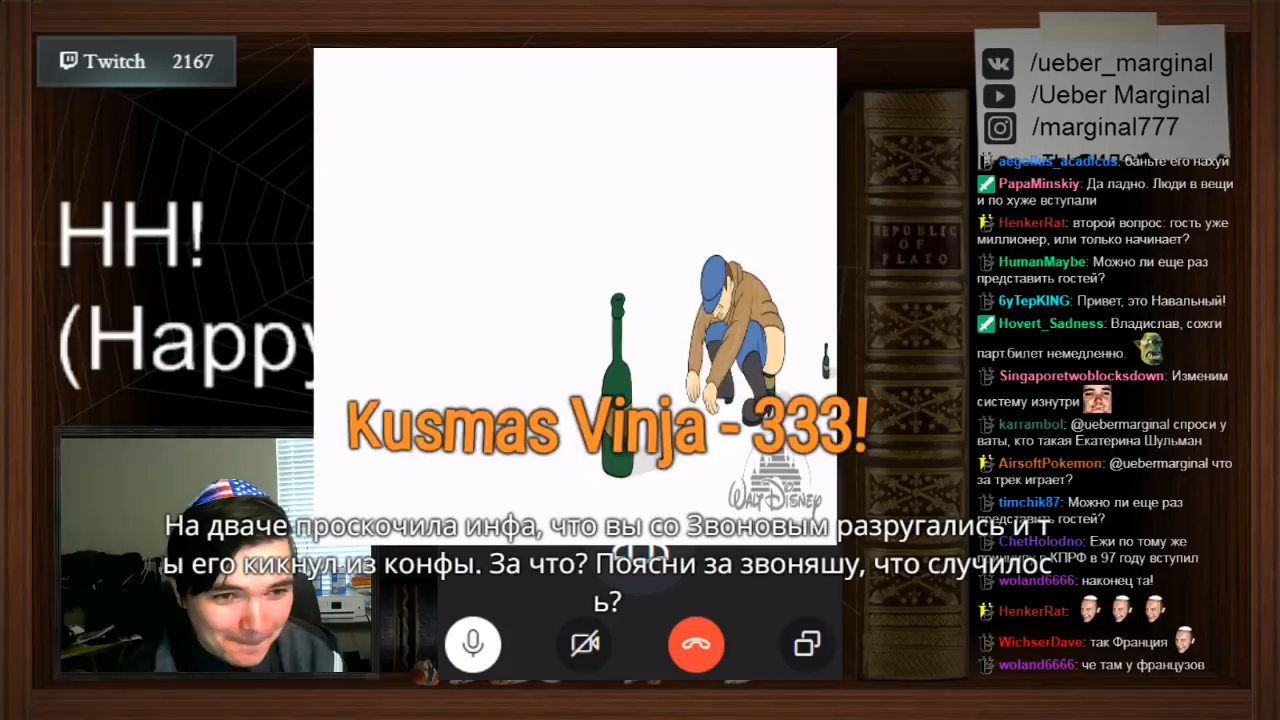 Twitch 2167
НН!
(Happy
Kusmas Vinja - 333!
WALT DISNEY
На дваче проскочила инфа, что вы со Звоновым разругались и т
ы его кикнул из конфы. За что? Поясни за звоняшу, что случилос
ь?
REPUBLIC
OF
PLATO
/ueber_marginal
/Ueber Marginal
/marginal777
aegolius_acadicus: баньте его нахуй
PapaMinskiy: Да ладно. Люди в вещи
и по хуже вступали
HenkerRat: второй вопрос: гость уже
миллионер, или только начинает?
HumanMaybe: Можно ли еще раз
представить гостей?
6yTepKING: Привет, это Навальный!
Hovert_Sadness: Владислав, сожги
парт.билет немедленно.
Singaporetwoblocksdown: Изменим
систему изнутри
karrambol: @uebermarginal спроси у
ваты, кто такая Екатерина Шульман
AirsoftPokemon: @uebermarginal что
за трек играет?
timchik87: Можно ли еще раз
представить гостей?
ChetHolodno: Ежи по тому же
принципу в КПРФ в 97 году вступил
woland6666: наконец та!
HenkerRat:
WichserDave: так Франция
woland6666: че там у французов